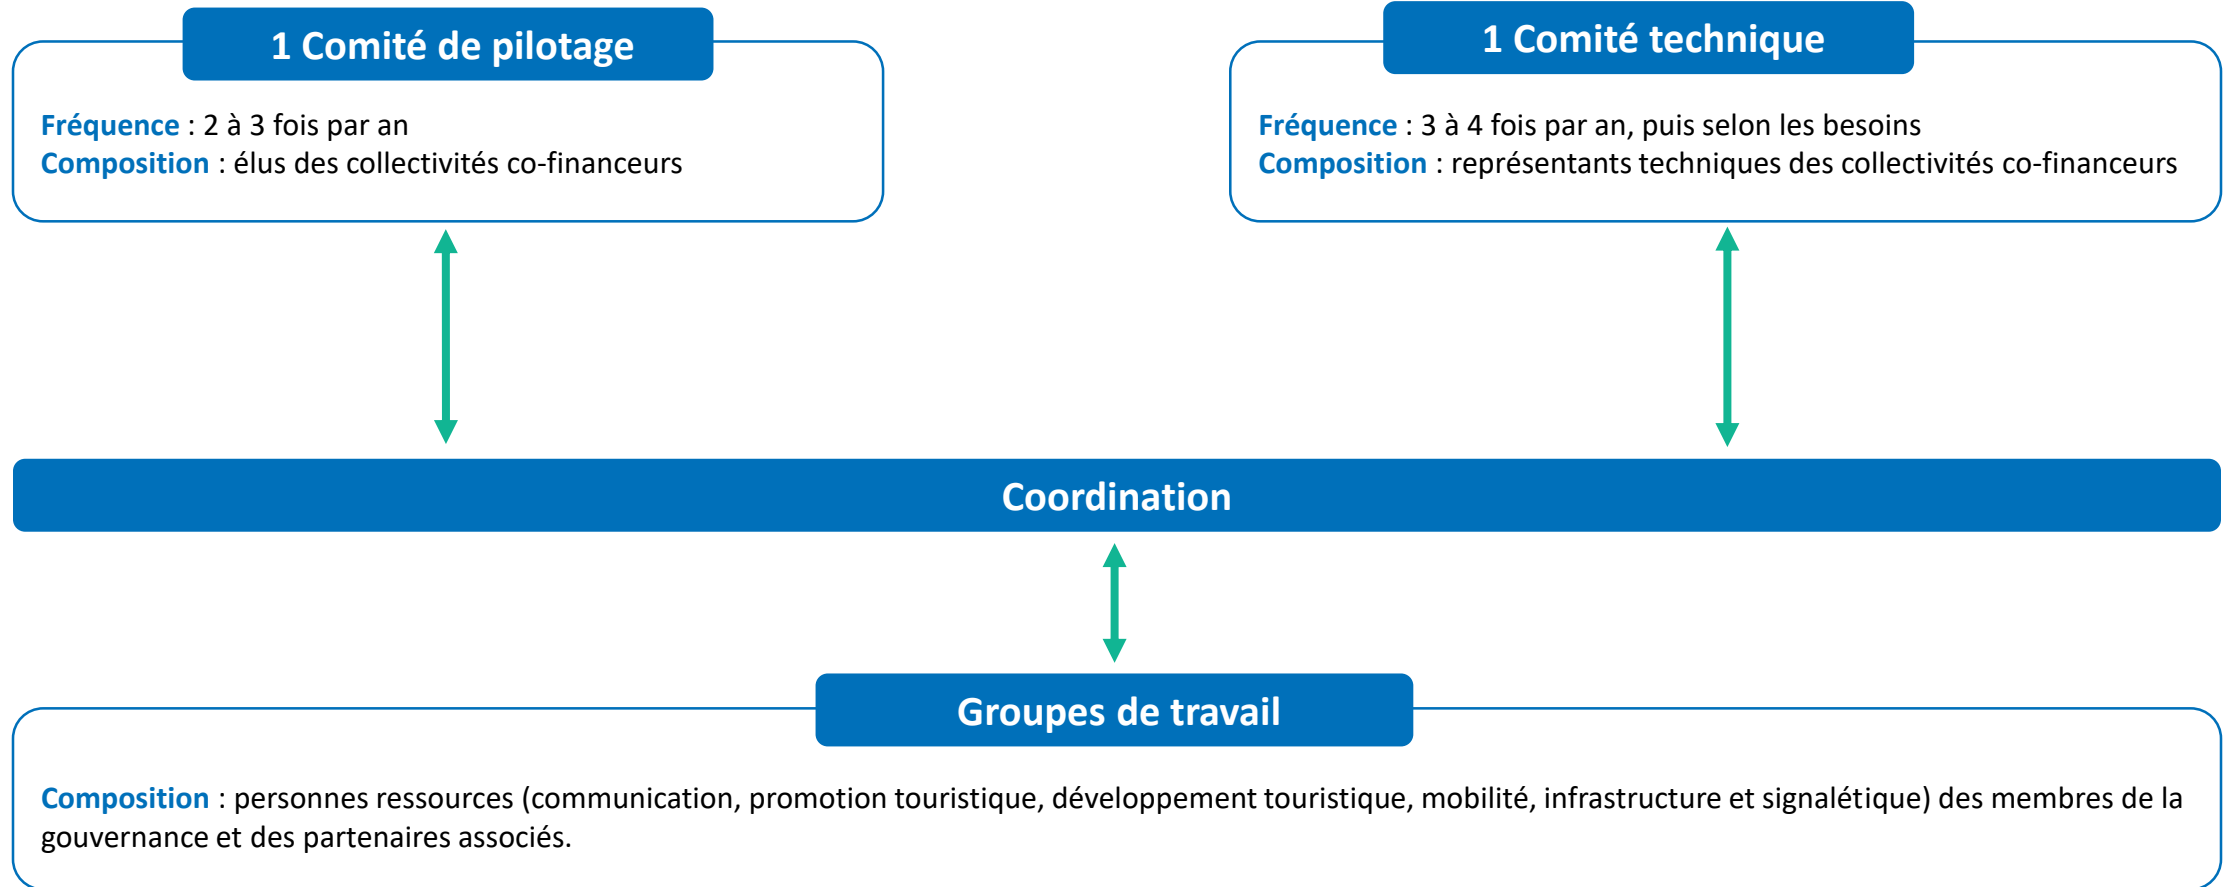 1 Comité de pilotage
Fréquence : 2 à 3 fois par an
Composition : élus des collectivités co-financeurs
1 Comité technique
Fréquence : 3 à 4 fois par an, puis selon les besoins
Composition : représentants techniques des collectivités co-financeurs
Coordination
Groupes de travail
Composition : personnes ressources (communication, promotion touristique, développement touristique, mobilité, infrastructure et signalétique) des membres de la
gouvernance et des partenaires associés.